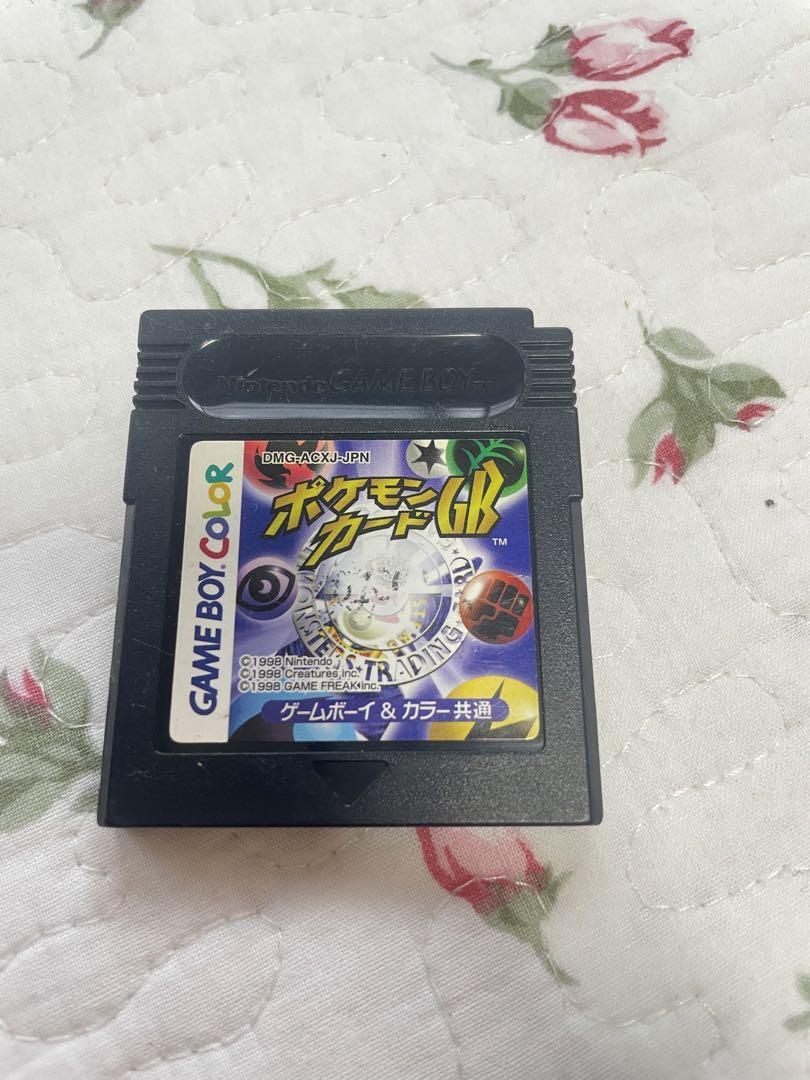 Nintendo GAME BOY TM
DMG-ACXJ-JPN
GAME BOY COLOR
ポケモン
カードGB
TM
MONSTERS•TRADING
©1998 Nintendo
©1998 Creatures inc.
©1998 GAME FREAK inc.
ゲームボーイ & カラー共通